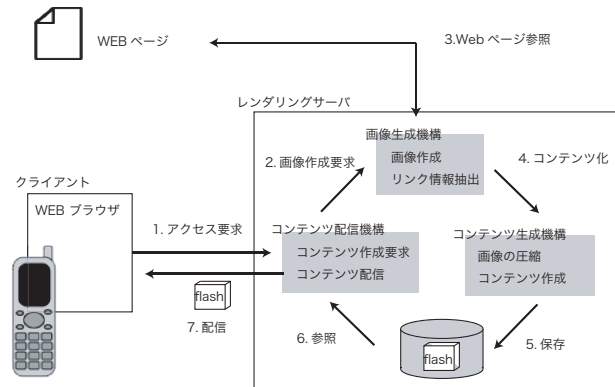 WEB ページ
3.Web ページ参照
レンダリングサーバ
画像生成機構
画像作成
リンク情報抽出
2. 画像作成要求
4. コンテンツ化
クライアント
WEB ブラウザ
1. アクセス要求
コンテンツ配信機構
コンテンツ作成要求
コンテンツ配信
コンテンツ生成機構
画像の圧縮
コンテンツ作成
flash
7. 配信
6. 参照
flash
5. 保存